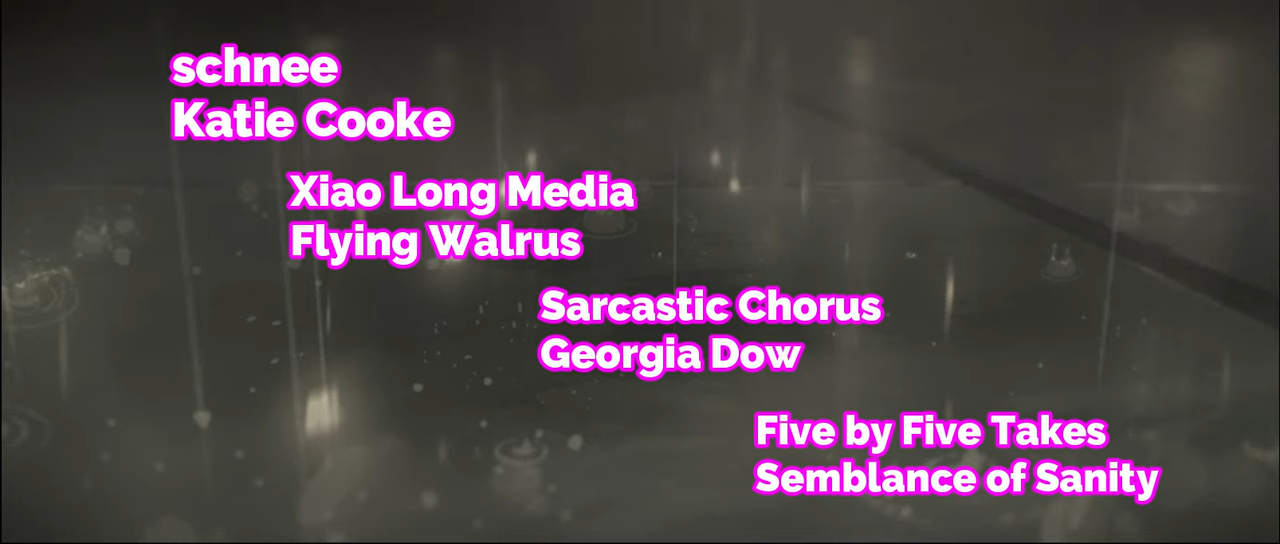 schnee
Katie Cooke
Xiao Long Media
Flying Walrus
Sarcastic Chorus
Georgia Dow
Five by Five Takes
Semblance of Sanity